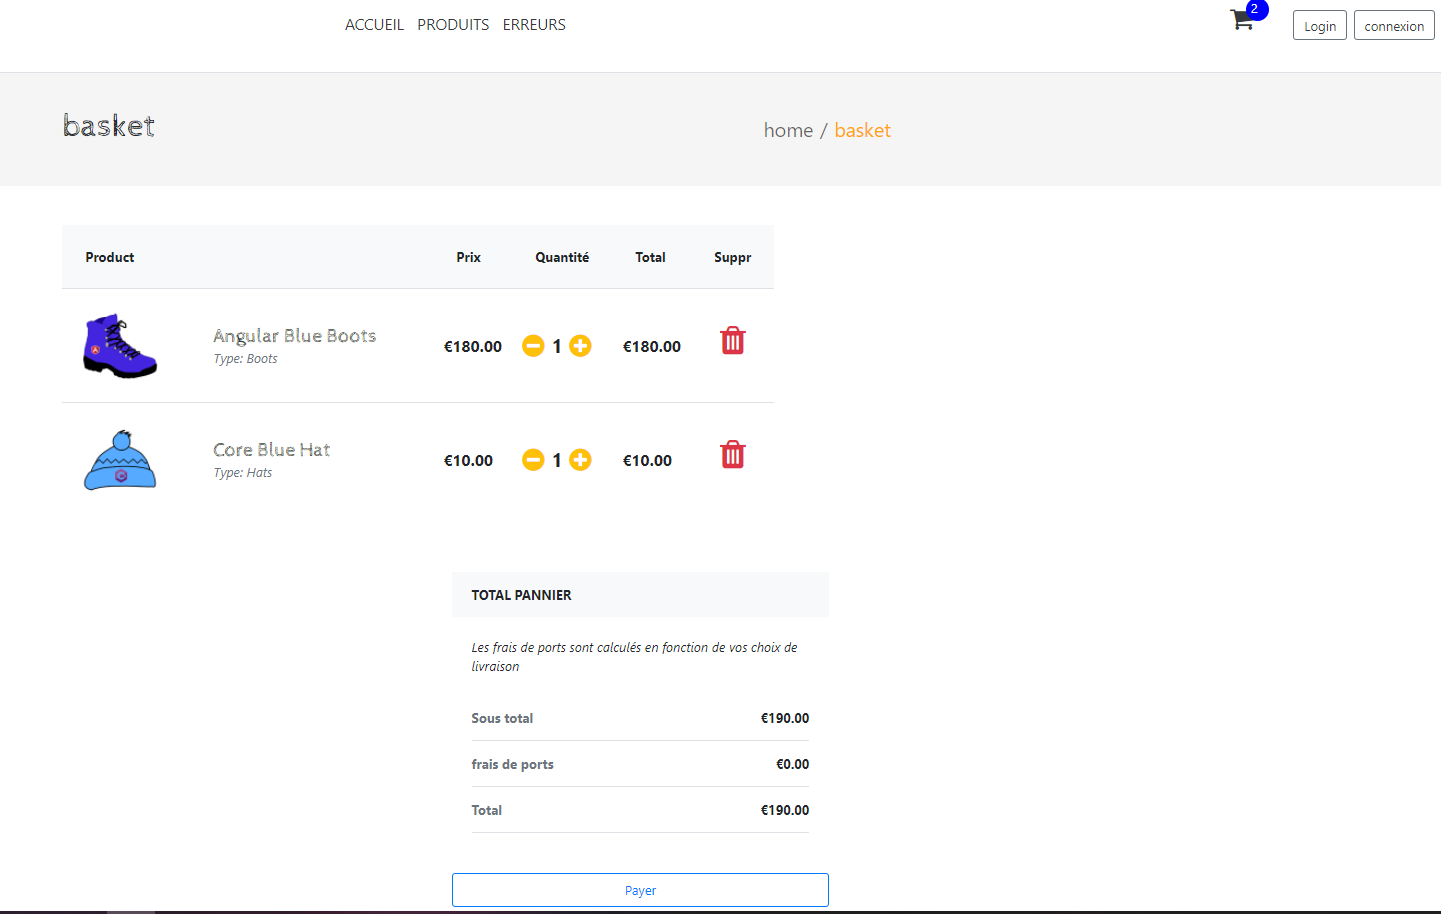 ACCUEIL PRODUITS ERREURS 2 Login connexion
basket home / basket
Product Prix Quantité Total Suppr
Angular Blue Boots
Type: Boots
€180.00 1 €180.00
Core Blue Hat
Type: Hats
€10.00 1 €10.00
TOTAL PANNIER
Les frais de ports sont calculés en fonction de vos choix de
livraison
Sous total €190.00
frais de ports €0.00
Total €190.00
Payer